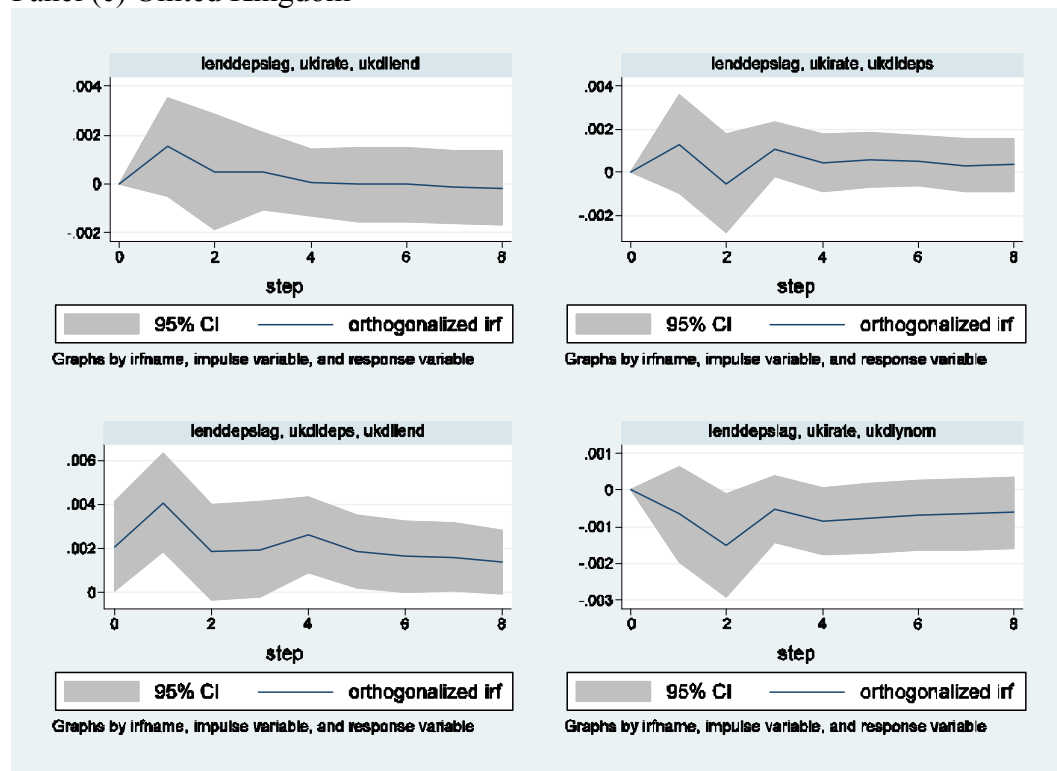 lenddepslag, ukirate, ukdllend
.004
.002
0
-.002
0 2 4 6 8
step
95% CI orthogonalized irf
Graphs by irfname, impulse variable, and response variable
lenddepslag, ukirate, ukdldeps
.004
.002
0
-.002
0 2 4 6 8
step
95% CI orthogonalized irf
Graphs by irfname, impulse variable, and response variable
lenddepslag, ukdldeps, ukdllend
.006
.004
.002
0
0 2 4 6 8
step
95% CI orthogonalized irf
Graphs by irfname, impulse variable, and response variable
lenddepslag, ukirate, ukdlynom
.001
0
-.001
-.002
-.003
0 2 4 6 8
step
95% CI orthogonalized irf
Graphs by irfname, impulse variable, and response variable